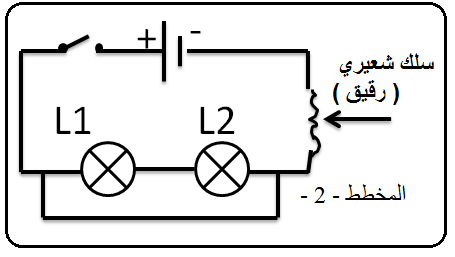 + -
سلك شعيري
( رقيق )
L1 L2
المخطط - 2 -